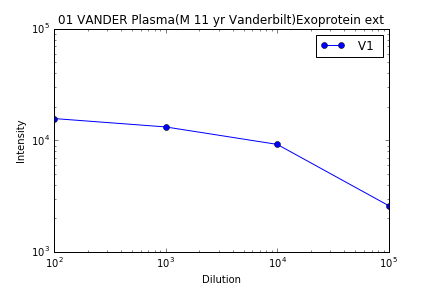 01 VANDER Plasma(M 11 yr Vanderbilt)Exoprotein ext
10^5
V1
10^4
10^3
Intensity
10^2 10^3 10^4 10^5
Dilution